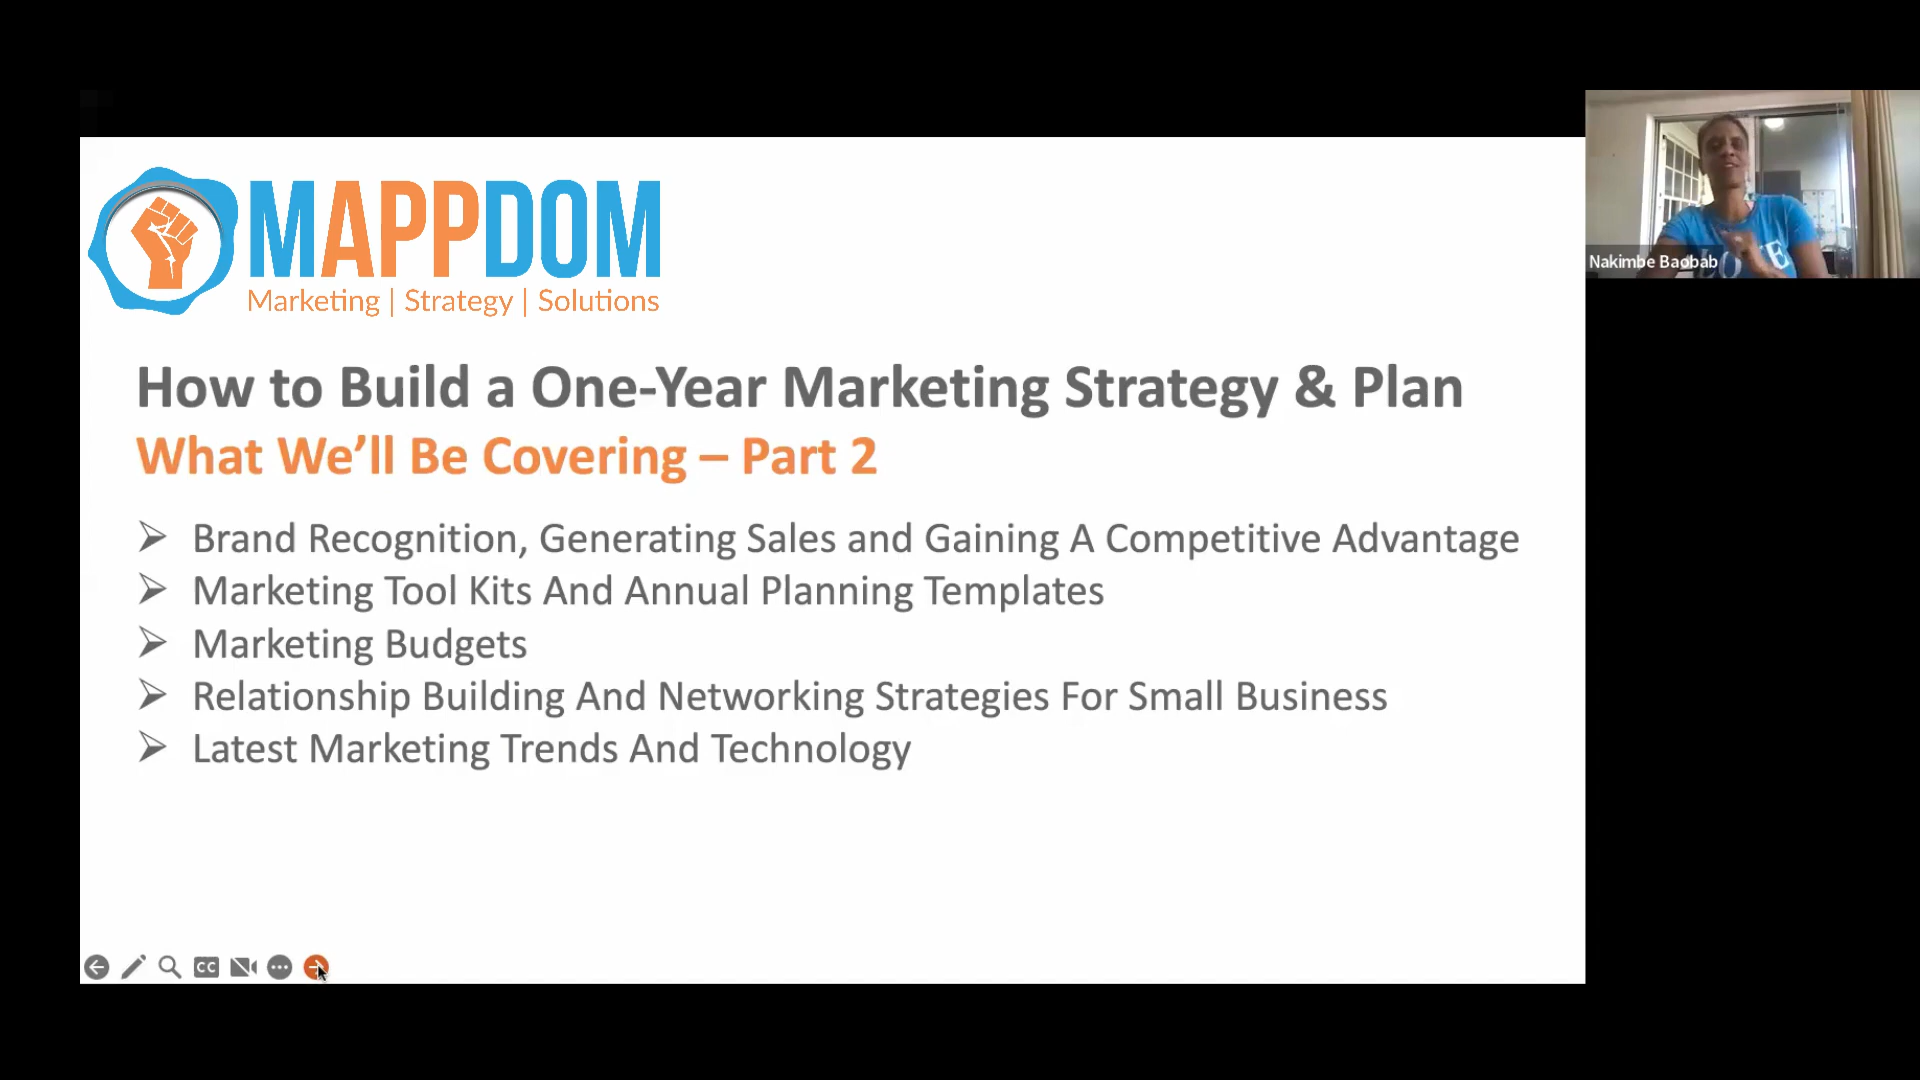 MAPPDOM
Marketing | Strategy | Solutions
How to Build a One-Year Marketing Strategy & Plan
What We’ll Be Covering – Part 2
Brand Recognition, Generating Sales and Gaining A Competitive Advantage
Marketing Tool Kits And Annual Planning Templates
Marketing Budgets
Relationship Building And Networking Strategies For Small Business
Latest Marketing Trends And Technology
CC
Nakimbe Baobab